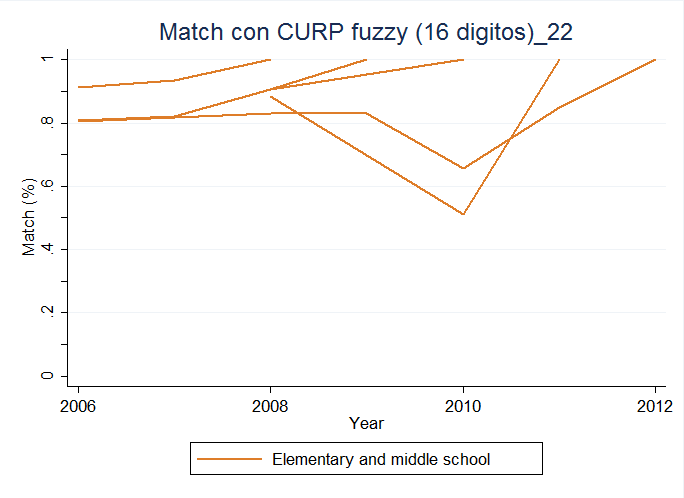 Match con CURP fuzzy (16 digitos)_22
Match (%)
1
.8
.6
.4
.2
0
2006 2008 2010 2012
Year
Elementary and middle school